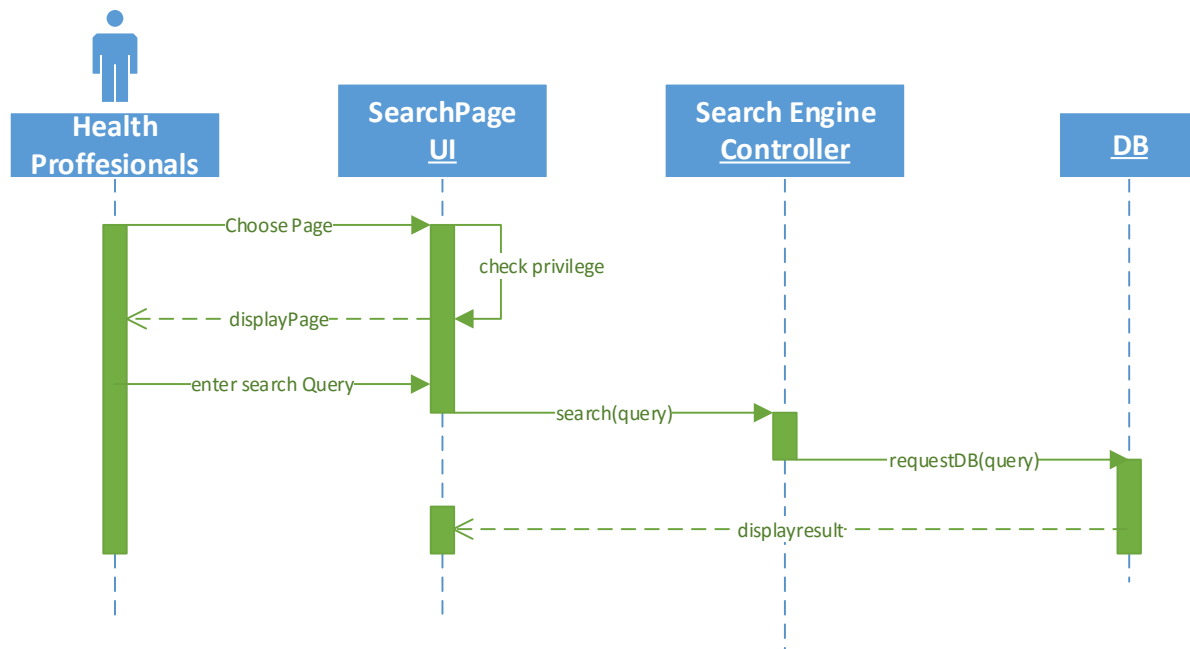 Health
Proffesionals
SearchPage
UI
Search Engine
Controller
DB
Choose Page
check privilege
displayPage
enter search Query
search(query)
requestDB(query)
displayresult